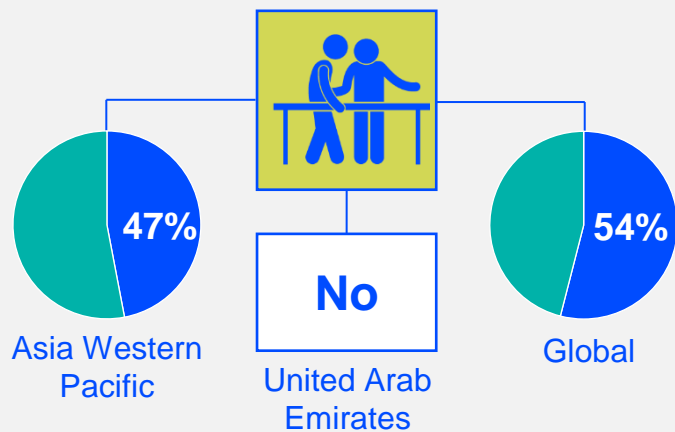 47%
Asia Western
Pacific
No
United Arab
Emirates
54%
Global